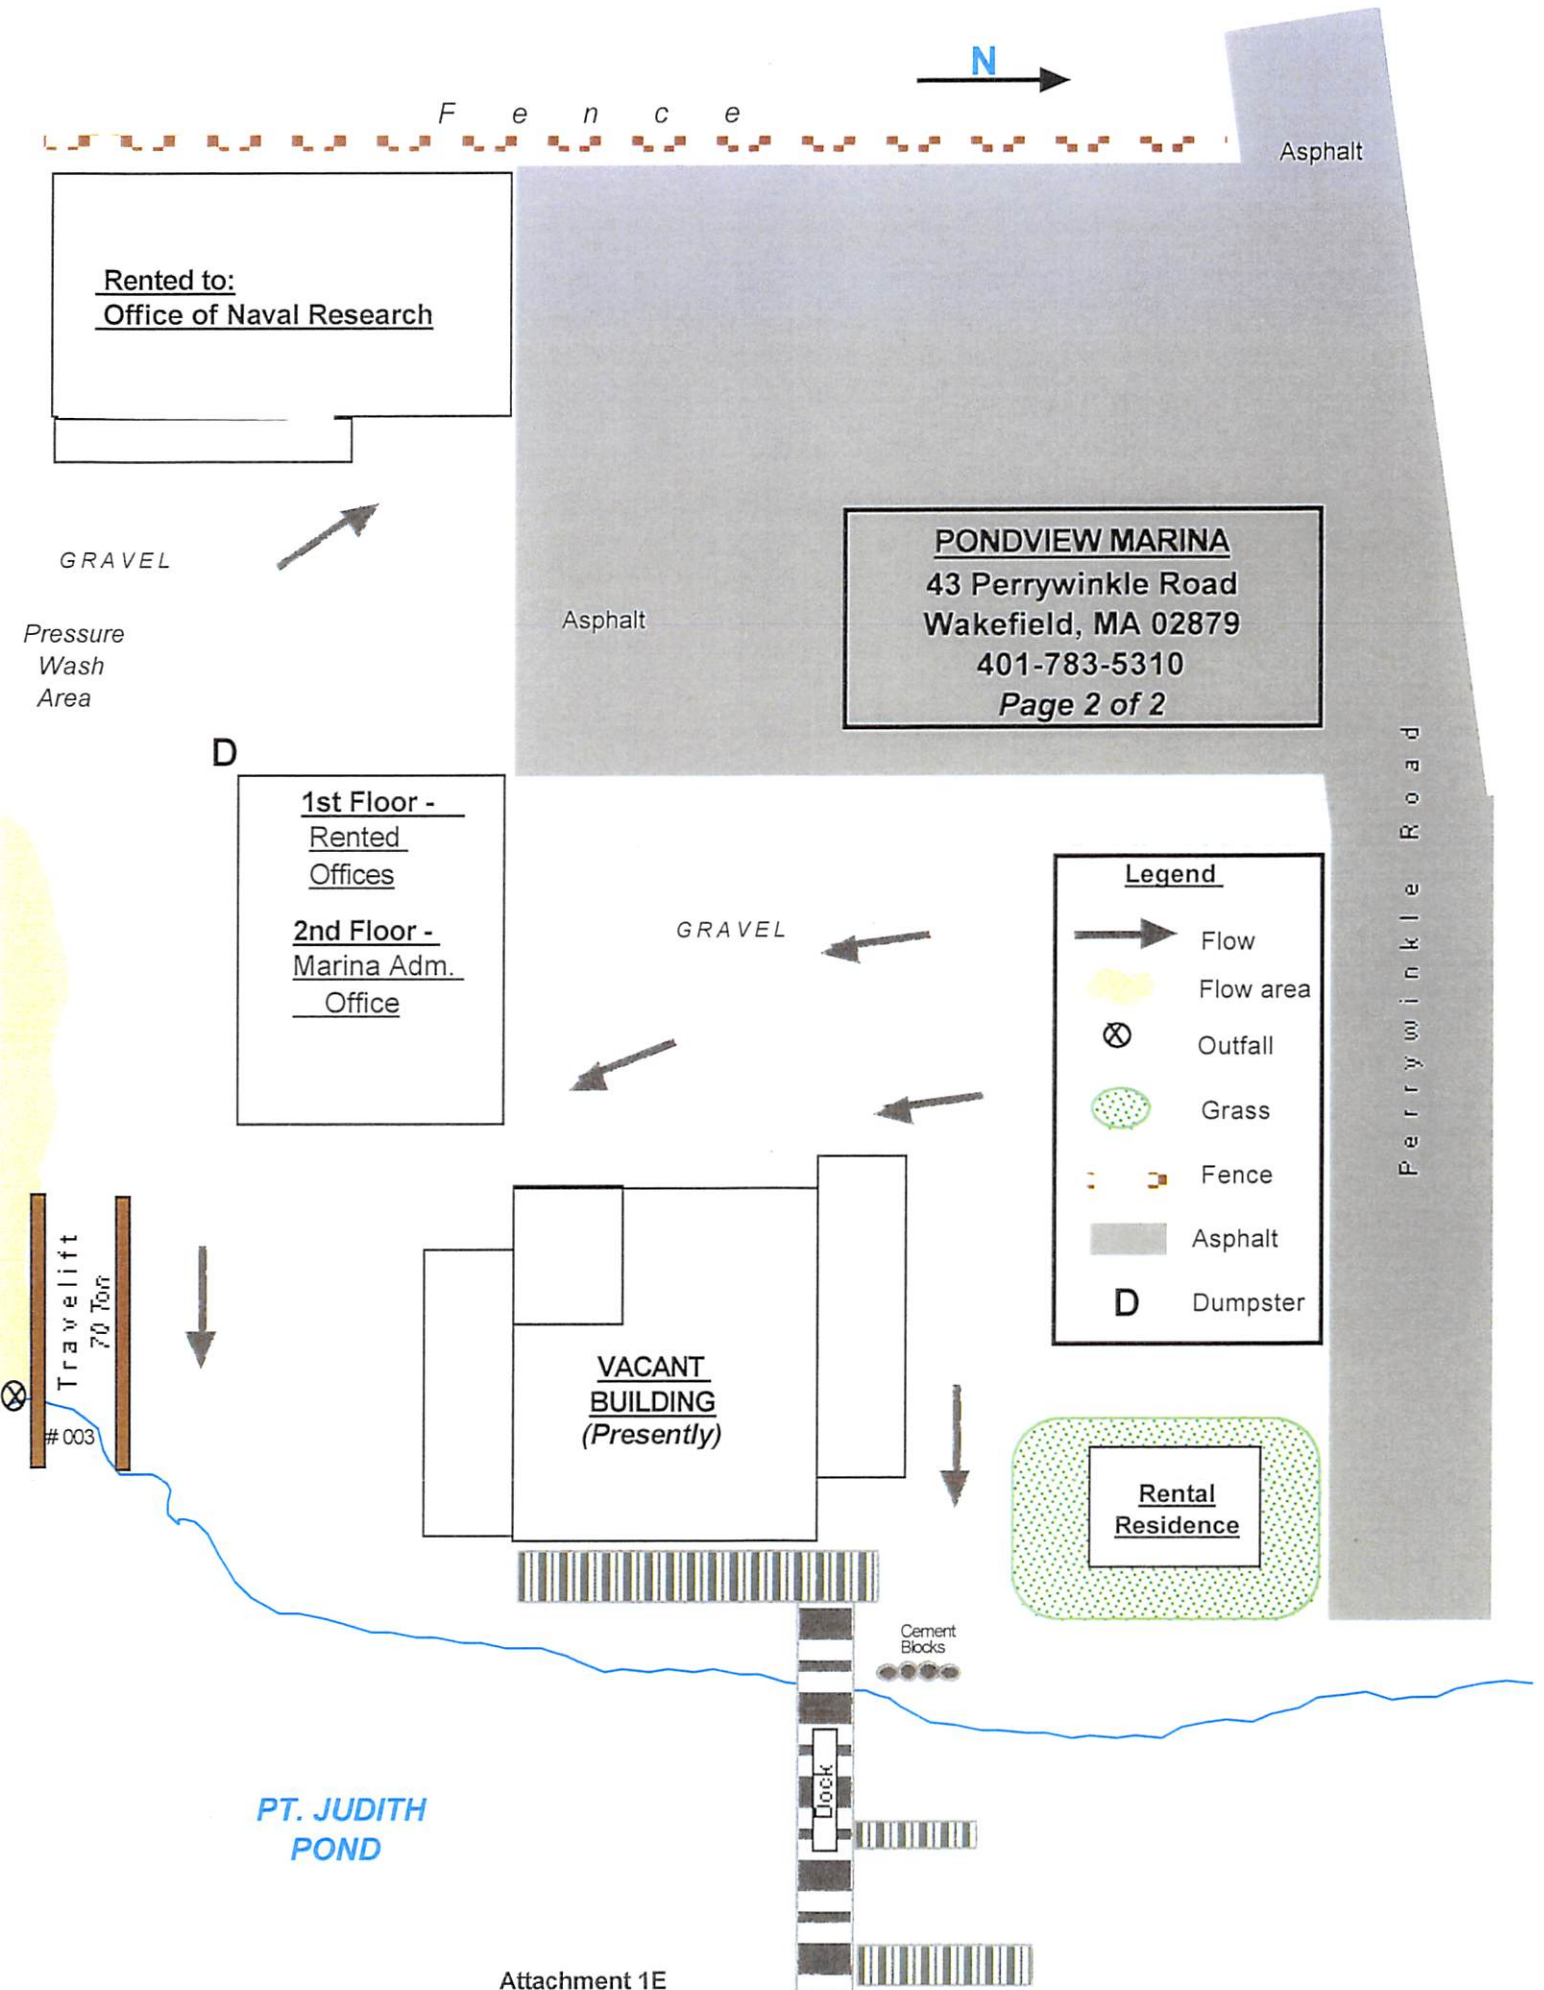 N
Fence
Asphalt
Rented to:
Office of Naval Research
GRAVEL
Pressure
Wash
Area
Asphalt
PONDVIEW MARINA
43 Perrywinkle Road
Wakefield, MA 02879
401-783-5310
Page 2 of 2
D
1st Floor -
Rented
Offices
2nd Floor -
Marina Adm.
Office
GRAVEL
Legend
Flow
Flow area
Outfall
Grass
Fence
Asphalt
D Dumpster
Perrywinkle Road
Travelift
70 Ton
# 003
VACANT
BUILDING
(Presently)
Rental
Residence
Cement
Blocks
Dock
PT. JUDITH
POND
Attachment 1E